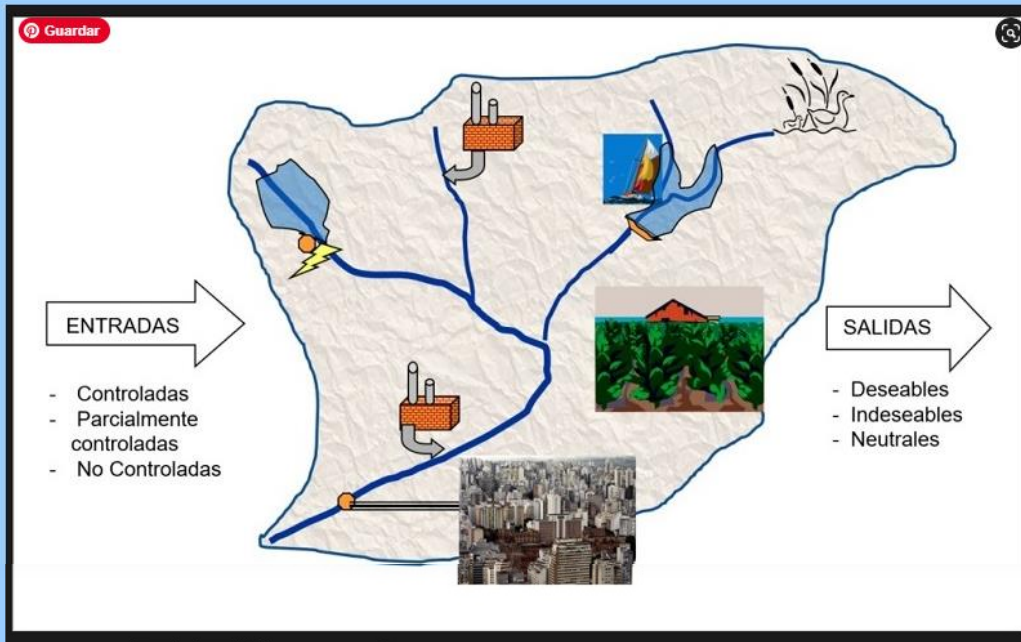 Guardar
ENTRADAS
- Controladas
- Parcialmente
controladas
- No Controladas
SALIDAS
- Deseables
- Indeseables
- Neutrales